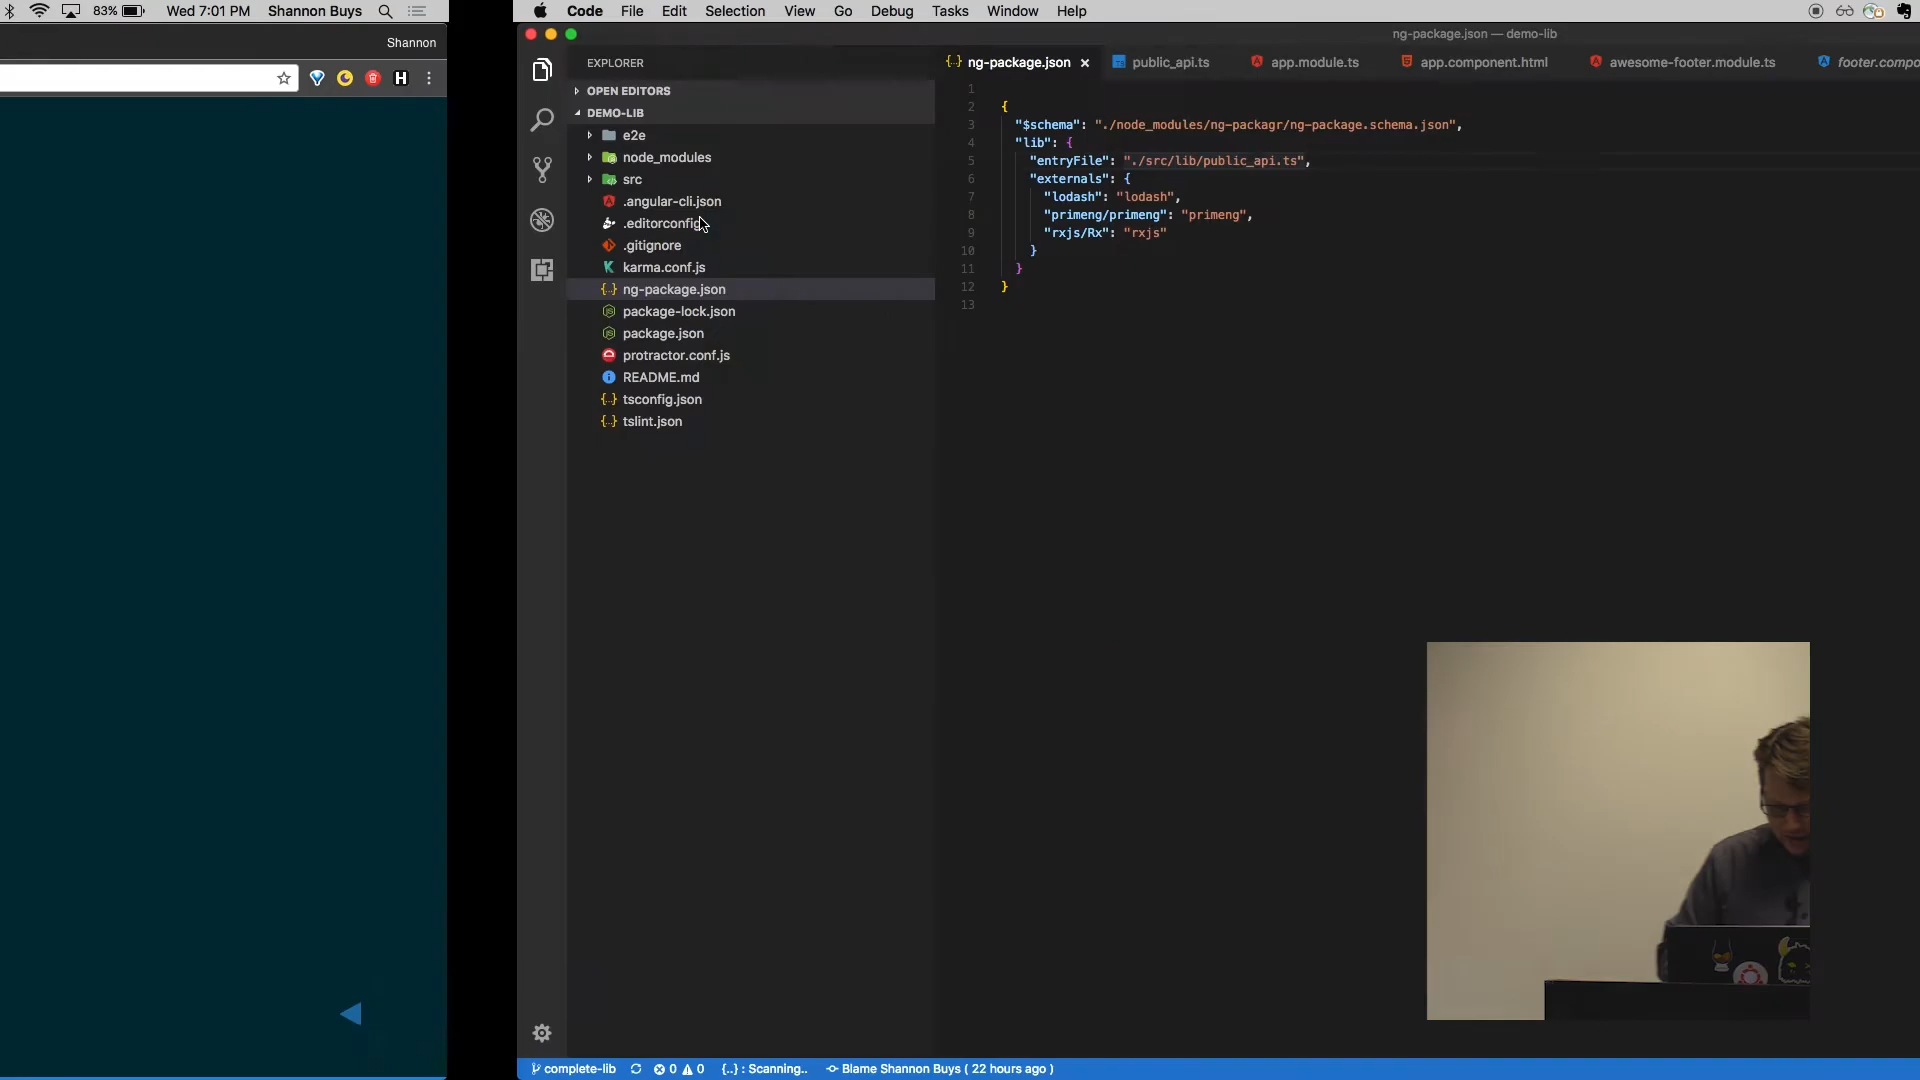 83% Wed 7:01 PM Shannon Buys
Shannon
H
Code File Edit Selection View Go Debug Tasks Window Help
ng-package.json — demo-lib
EXPLORER
OPEN EDITORS
DEMO-LIB
e2e
node_modules
src
.angular-cli.json
.editorconfig
.gitignore
karma.conf.js
ng-package.json
package-lock.json
package.json
protractor.conf.js
README.md
tsconfig.json
tslint.json
ng-package.json × public_api.ts app.module.ts app.component.html awesome-footer.module.ts footer.compo
1
2 {
3 "$schema": "./node_modules/ng-packagr/ng-package.schema.json",
4 "lib": {
5 "entryFile": "./src/lib/public_api.ts",
6 "externals": {
7 "lodash": "lodash",
8 "primeng/primeng": "primeng",
9 "rxjs/Rx": "rxjs"
10 }
11 }
12 }
13
complete-lib 0 0 {..} : Scanning.. Blame Shannon Buys ( 22 hours ago )